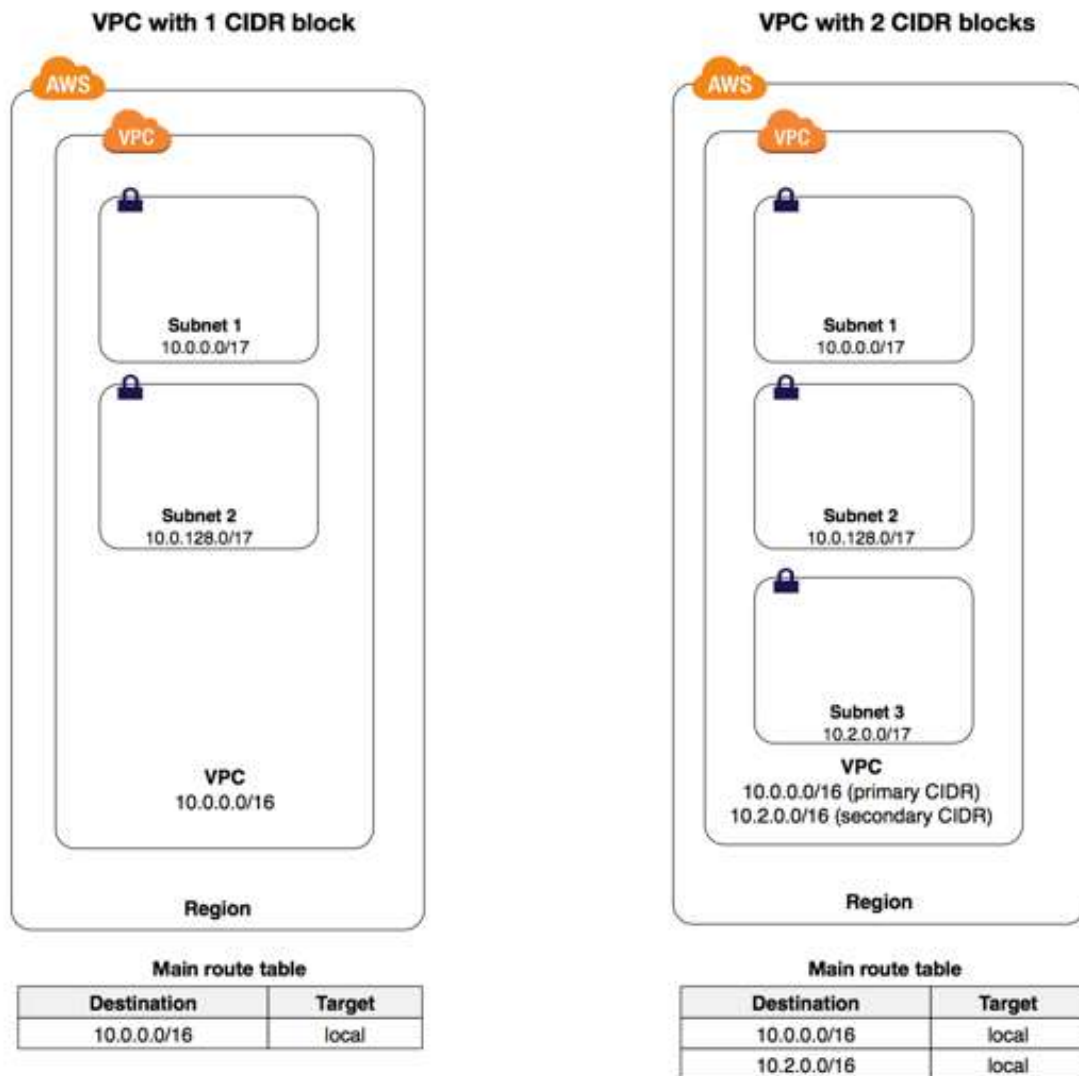 VPC with 1 CIDR block
AWS
VPC
Subnet 1
10.0.0.0/17
Subnet 2
10.0.128.0/17
VPC
10.0.0.0/16
Region
Main route table
Destination Target
10.0.0.0/16 local
VPC with 2 CIDR blocks
AWS
VPC
Subnet 1
10.0.0.0/17
Subnet 2
10.0.128.0/17
Subnet 3
10.2.0.0/17
VPC
10.0.0.0/16 (primary CIDR)
10.2.0.0/16 (secondary CIDR)
Region
Main route table
Destination Target
10.0.0.0/16 local
10.2.0.0/16 local